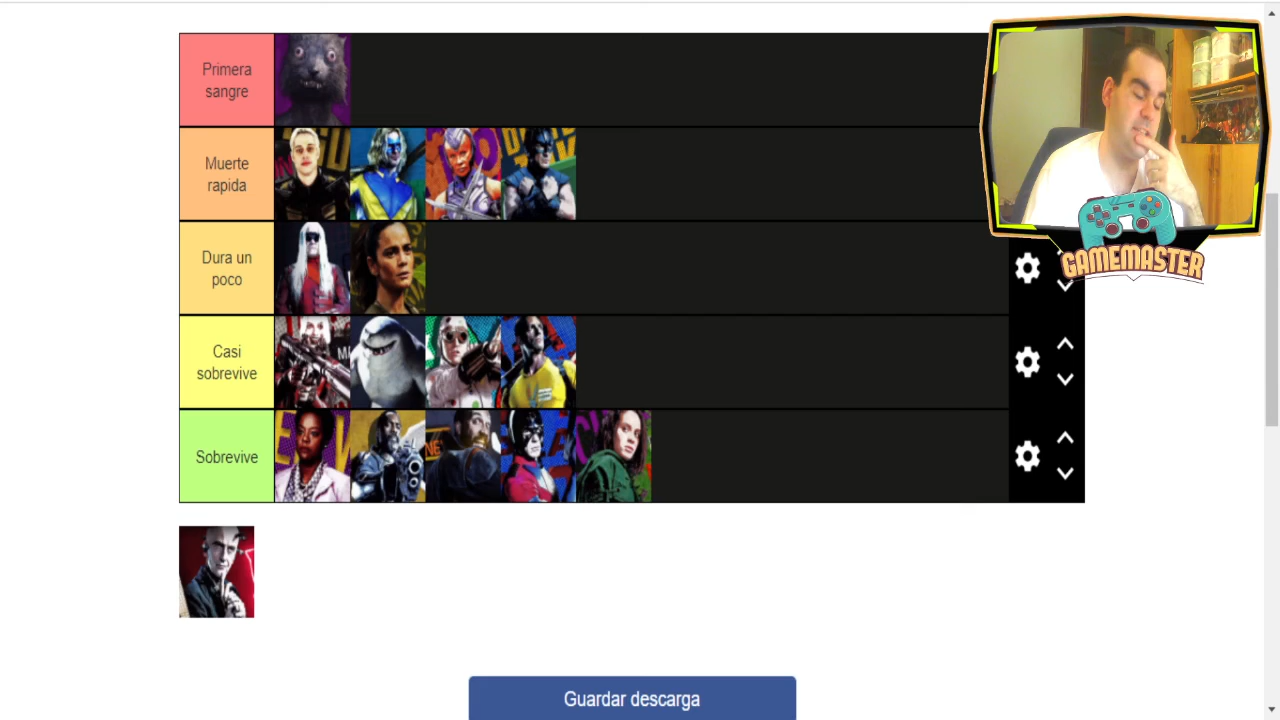 Primera
sangre
Muerte
rapida
Dura un
poco
GAMEMASTER
Casi
sobrevive
Sobrevive
Guardar descarga